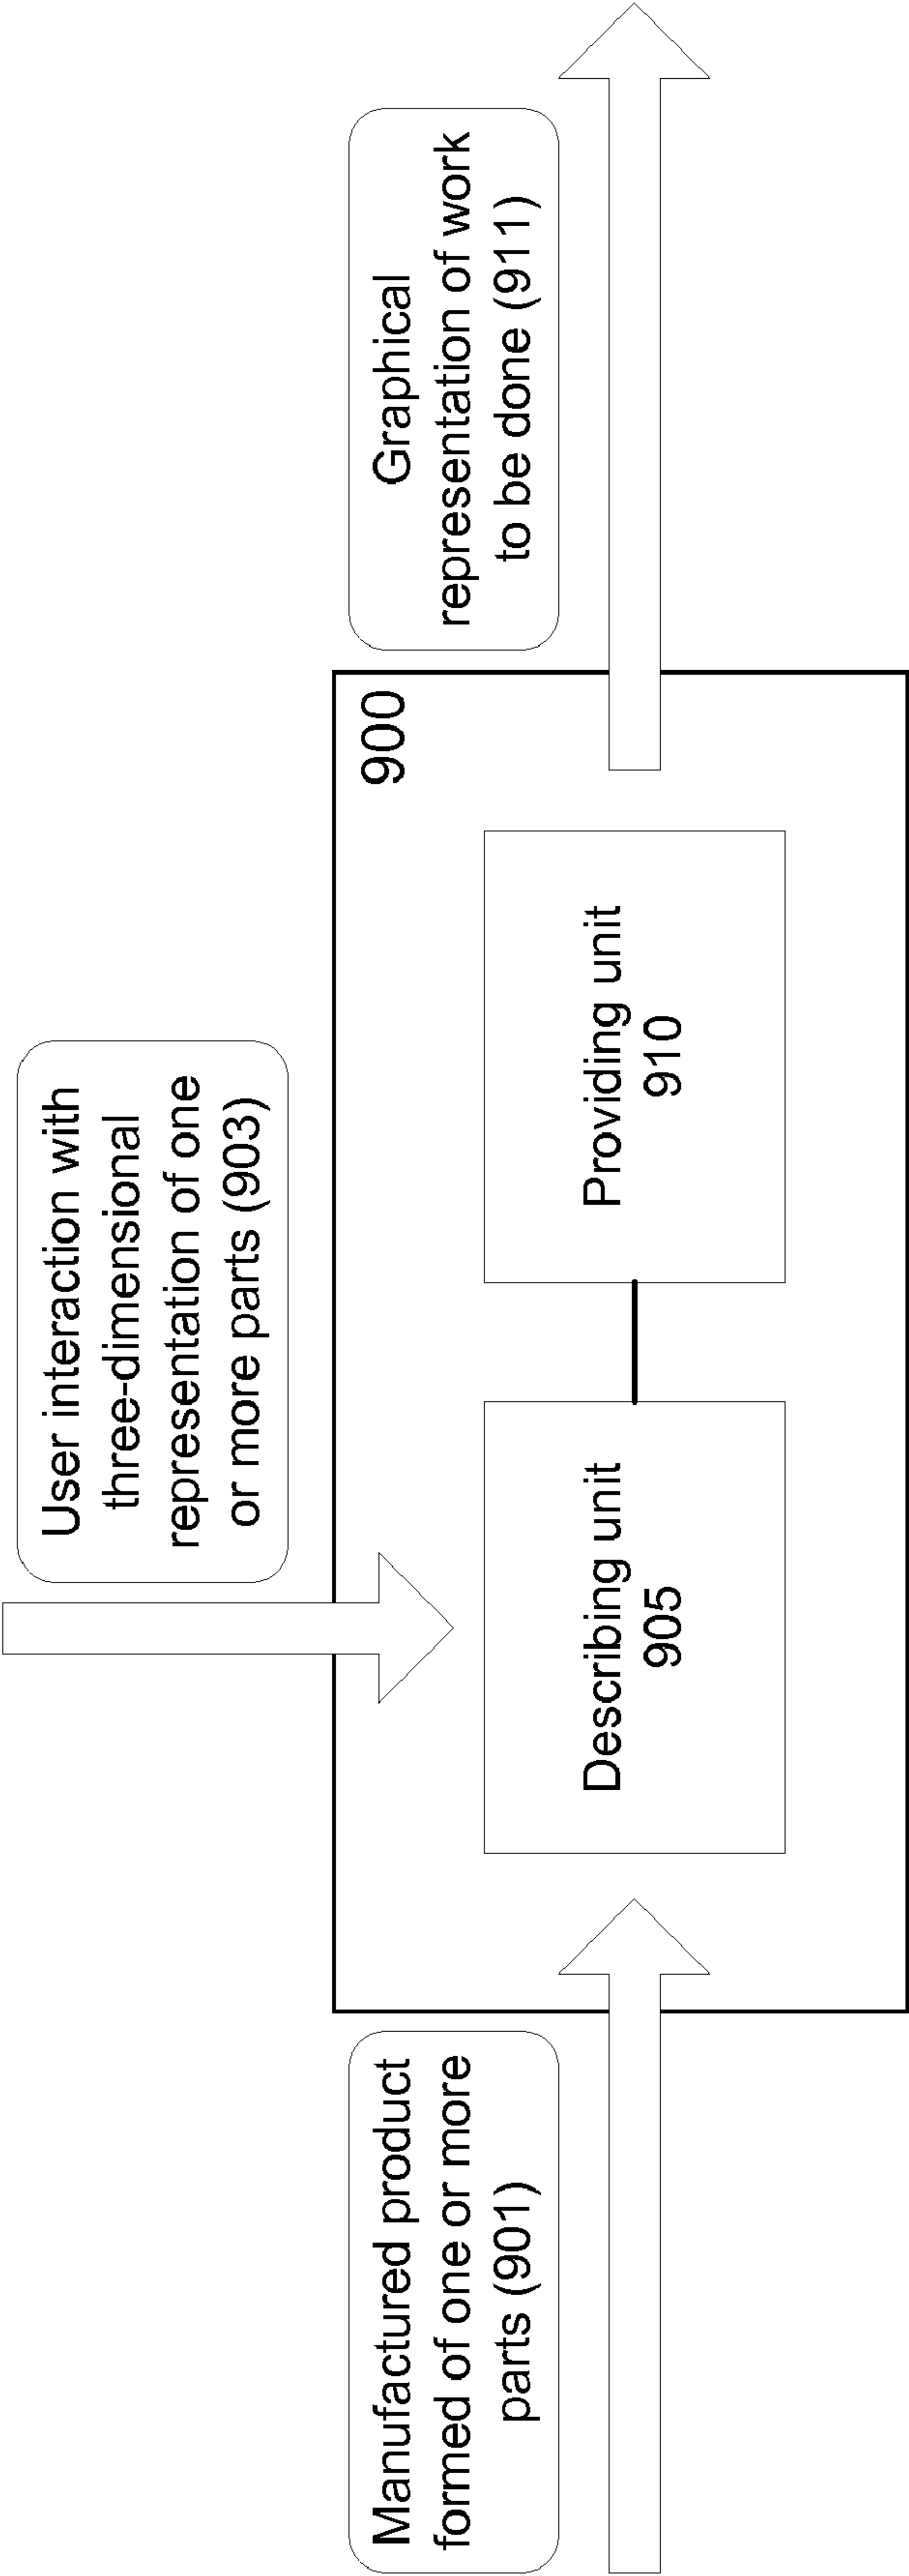 User interaction with
three-dimensional
representation of one
or more parts (903)
Manufactured product
formed of one or more
parts (901)
Graphical
representation of work
to be done (911)
900
Describing unit
905
Providing unit
910